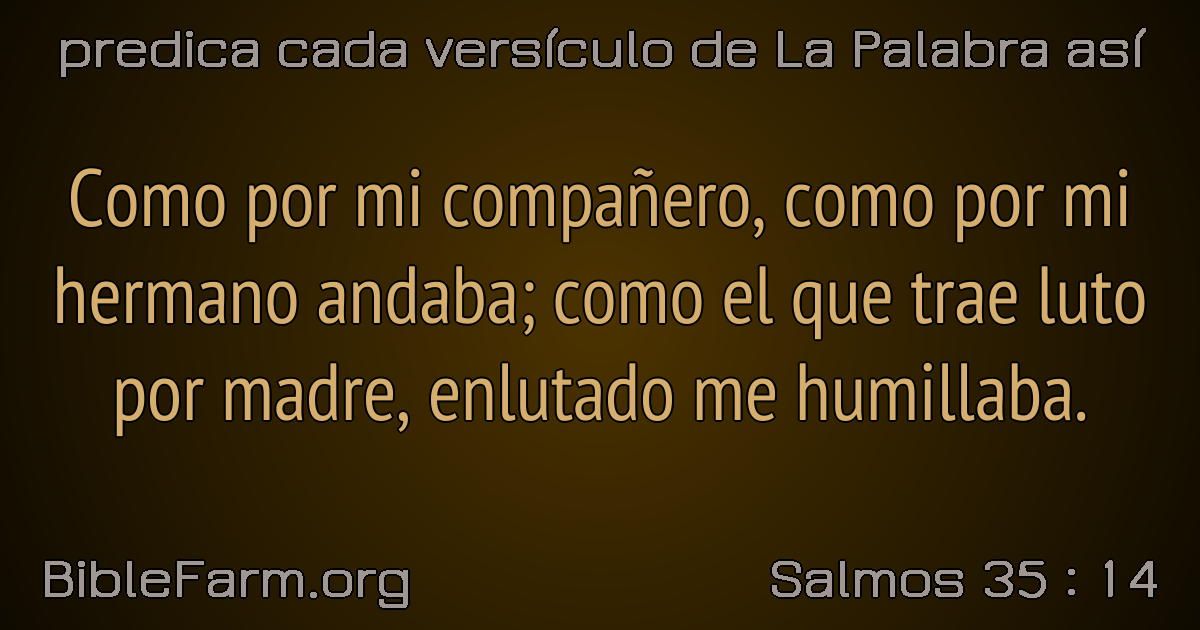 predica cada versículo de La Palabra así
Como por mi compañero, como por mi
hermano andaba; como el que trae luto
por madre, enlutado me humillaba.
BibleFarm.org
Salmos 35 : 14